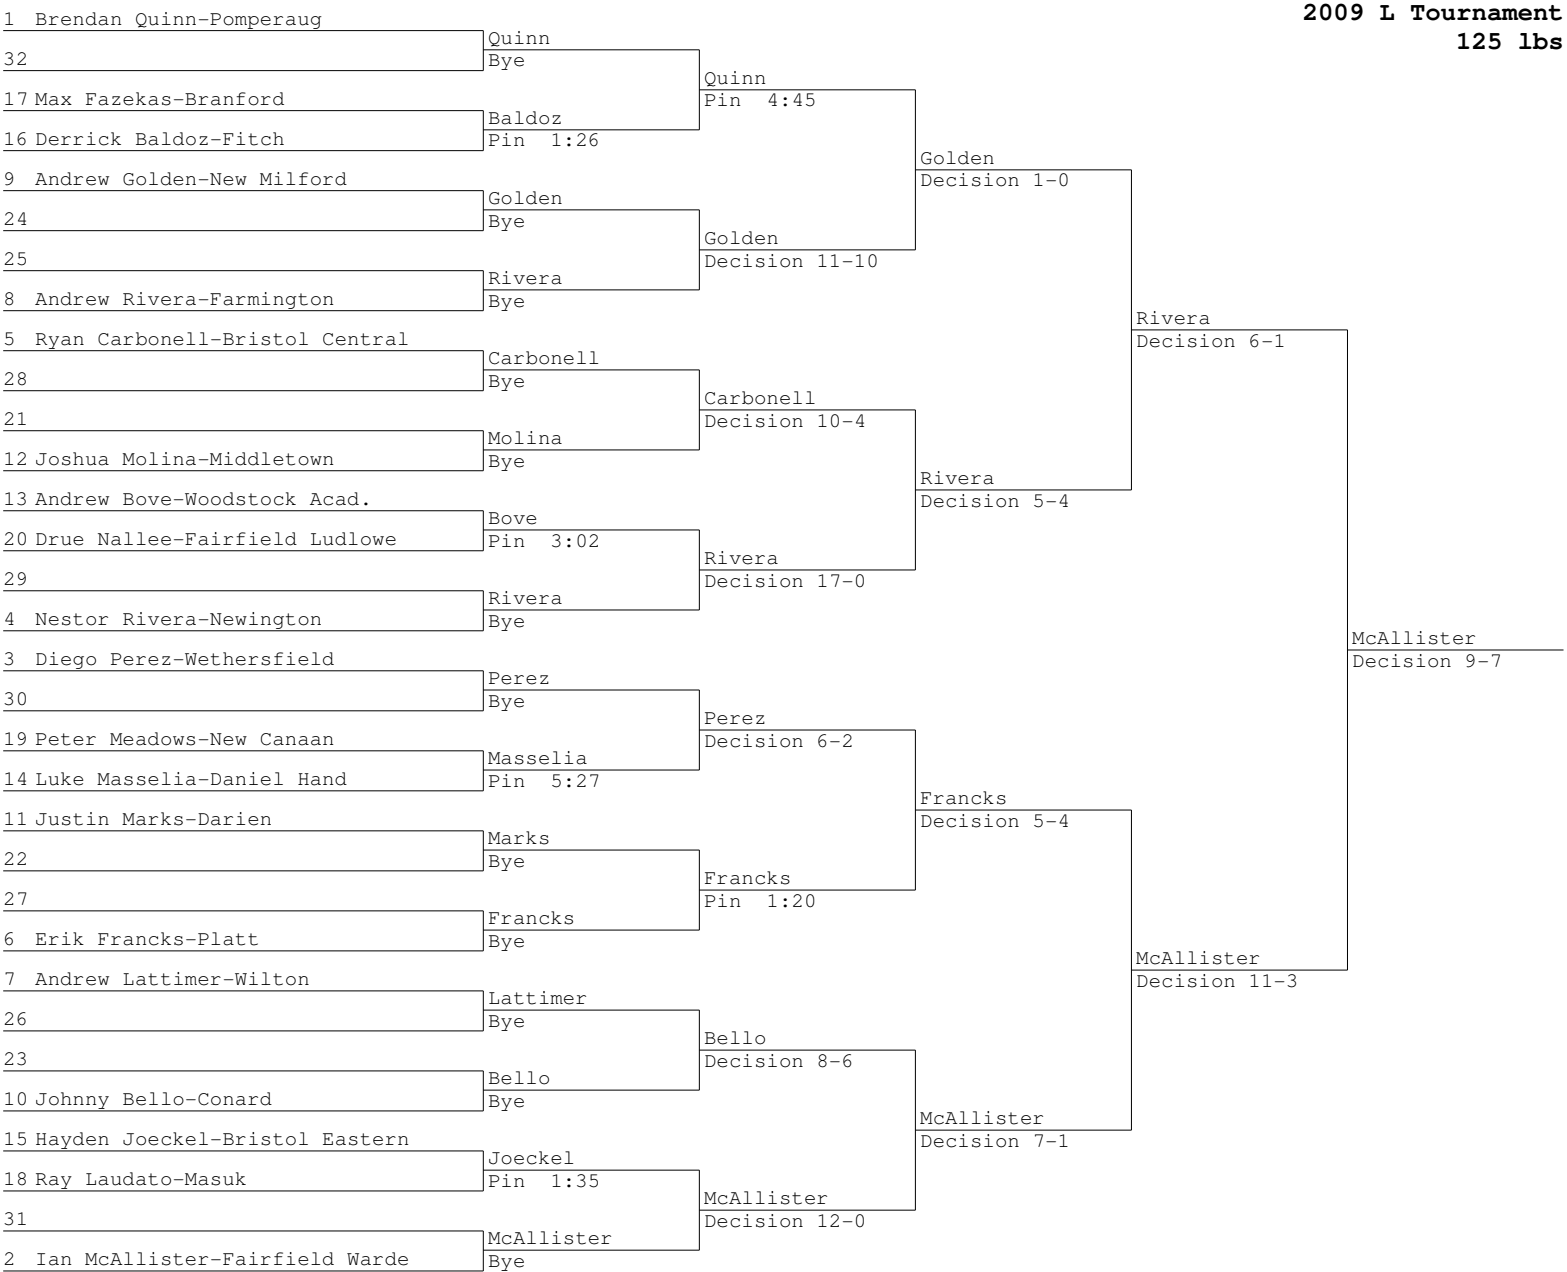 2009 L Tournament
125 lbs
1 Brendan Quinn-Pomperaug
32
17 Max Fazekas-Branford
16 Derrick Baldoz-Fitch
9 Andrew Golden-New Milford
24
25
8 Andrew Rivera-Farmington
5 Ryan Carbonell-Bristol Central
28
21
12 Joshua Molina-Middletown
13 Andrew Bove-Woodstock Acad.
20 Drue Nallee-Fairfield Ludlowe
29
4 Nestor Rivera-Newington
3 Diego Perez-Wethersfield
30
19 Peter Meadows-New Canaan
14 Luke Masselia-Daniel Hand
11 Justin Marks-Darien
22
27
6 Erik Francks-Platt
7 Andrew Lattimer-Wilton
26
23
10 Johnny Bello-Conard
15 Hayden Joeckel-Bristol Eastern
18 Ray Laudato-Masuk
31
2 Ian McAllister-Fairfield Warde
Quinn
Bye
Baldoz
Pin 1:26
Golden
Bye
Rivera
Bye
Carbonell
Bye
Molina
Bye
Bove
Pin 3:02
Rivera
Bye
Perez
Bye
Masselia
Pin 5:27
Marks
Bye
Francks
Bye
Lattimer
Bye
Bello
Bye
Joeckel
Pin 1:35
McAllister
Bye
Quinn
Pin 4:45
Golden
Decision 11-10
Carbonell
Decision 10-4
Rivera
Decision 17-0
Perez
Decision 6-2
Francks
Pin 1:20
Bello
Decision 8-6
McAllister
Decision 12-0
Golden
Decision 1-0
Rivera
Decision 5-4
Francks
Decision 5-4
McAllister
Decision 7-1
Rivera
Decision 6-1
McAllister
Decision 11-3
McAllister
Decision 9-7